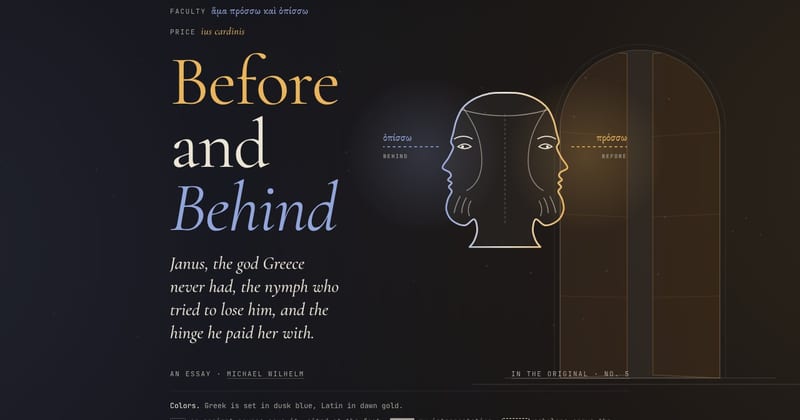 FACULTY ἅμα πρόσσω καὶ ὀπίσσω
PRICE ius cardinis
Before
and
Behind
ὀπίσσω
BEHIND
πρόσσω
BEFORE
Janus, the god Greece
never had, the nymph who
tried to lose him, and the
hinge he paid her with.
AN ESSAY · MICHAEL WILHELM
IN THE ORIGINAL · NO. 5
Colors. Greek is set in dusk blue, Latin in dawn gold.